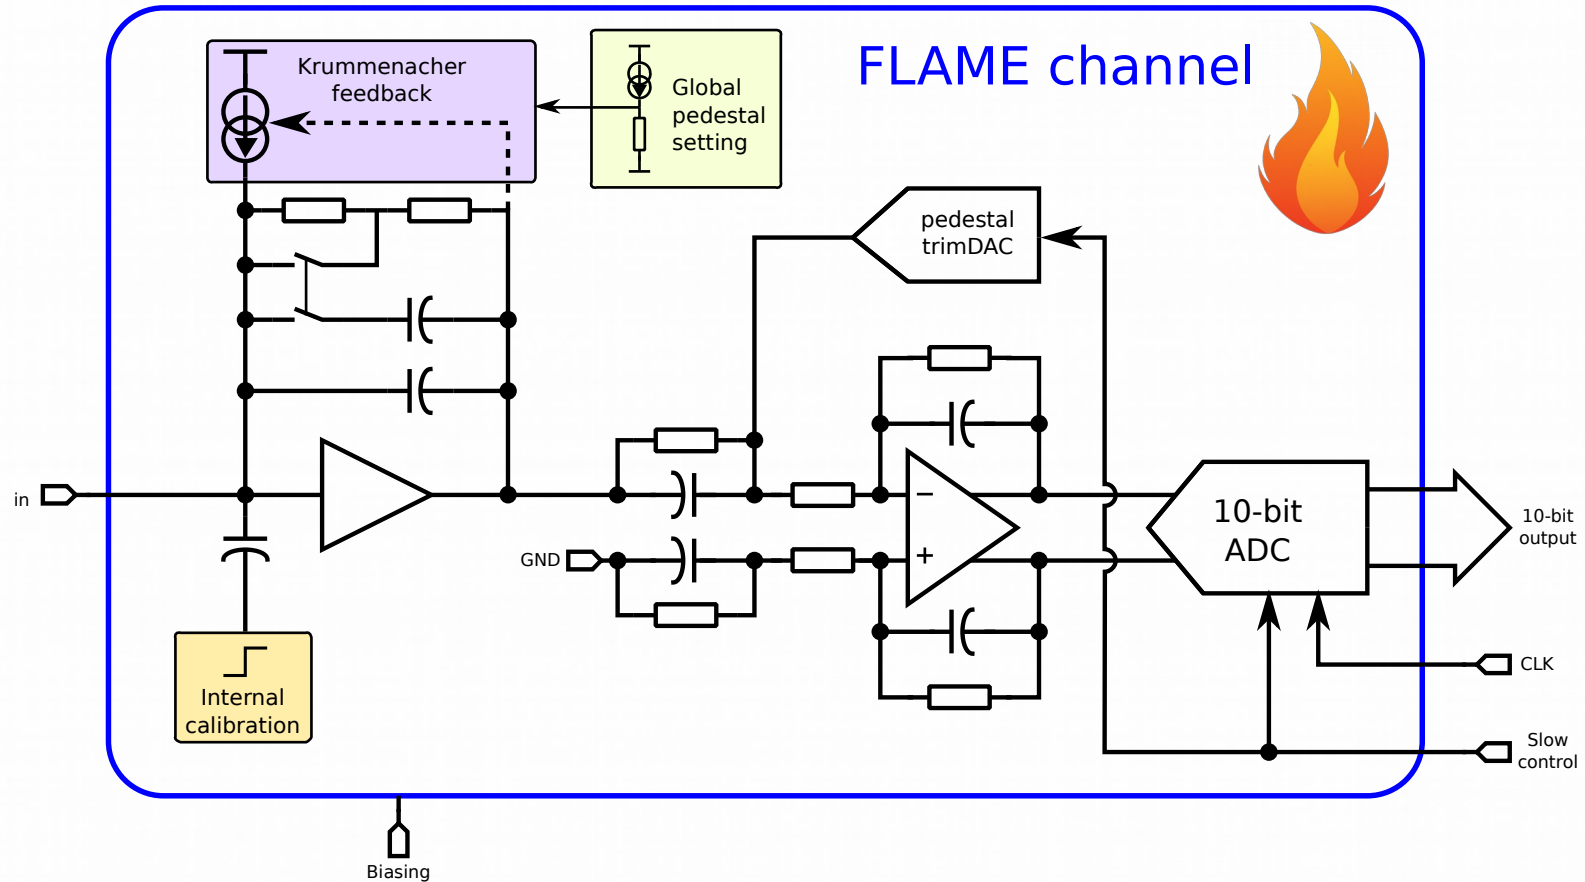 FLAME channel
Krummenacher
feedback
Global
pedestal
setting
pedestal
trimDAC
in
GND
−
+
10-bit
ADC
10-bit
output
Internal
calibration
CLK
Slow
control
Biasing